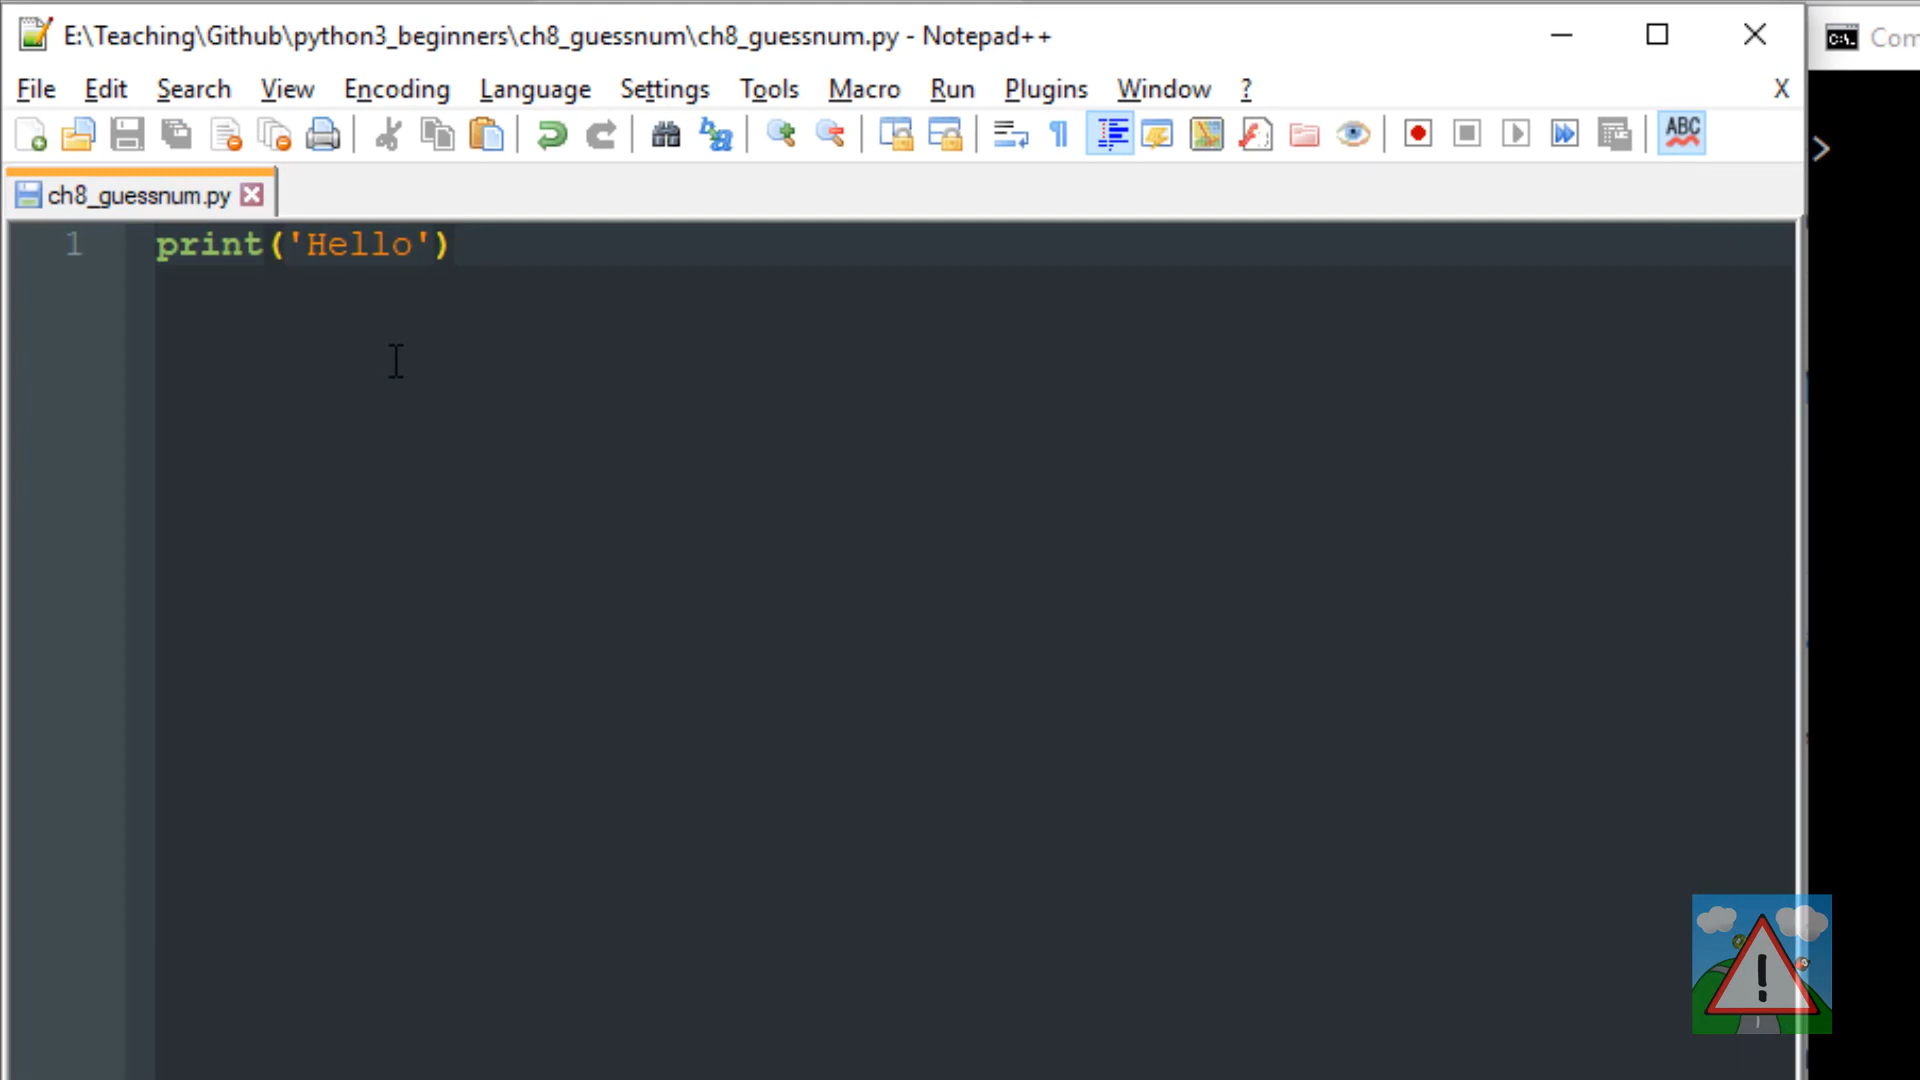 E:\Teaching\Github\python3_beginners\ch8_guessnum\ch8_guessnum.py - Notepad++
Com
File Edit Search View Encoding Language Settings Tools Macro Run Plugins Window ? X
ABC
>
ch8_guessnum.py
1 print('Hello')
!